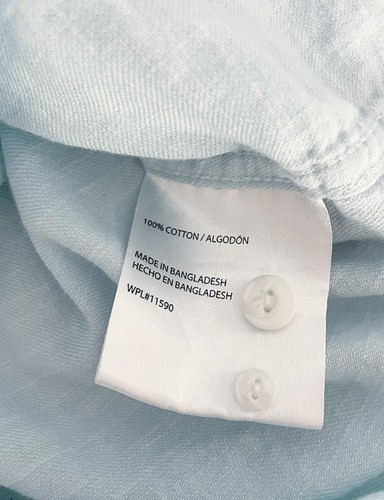 100% COTTON / ALGODÓN
MADE IN BANGLADESH
HECHO EN BANGLADESH
WPL#11590